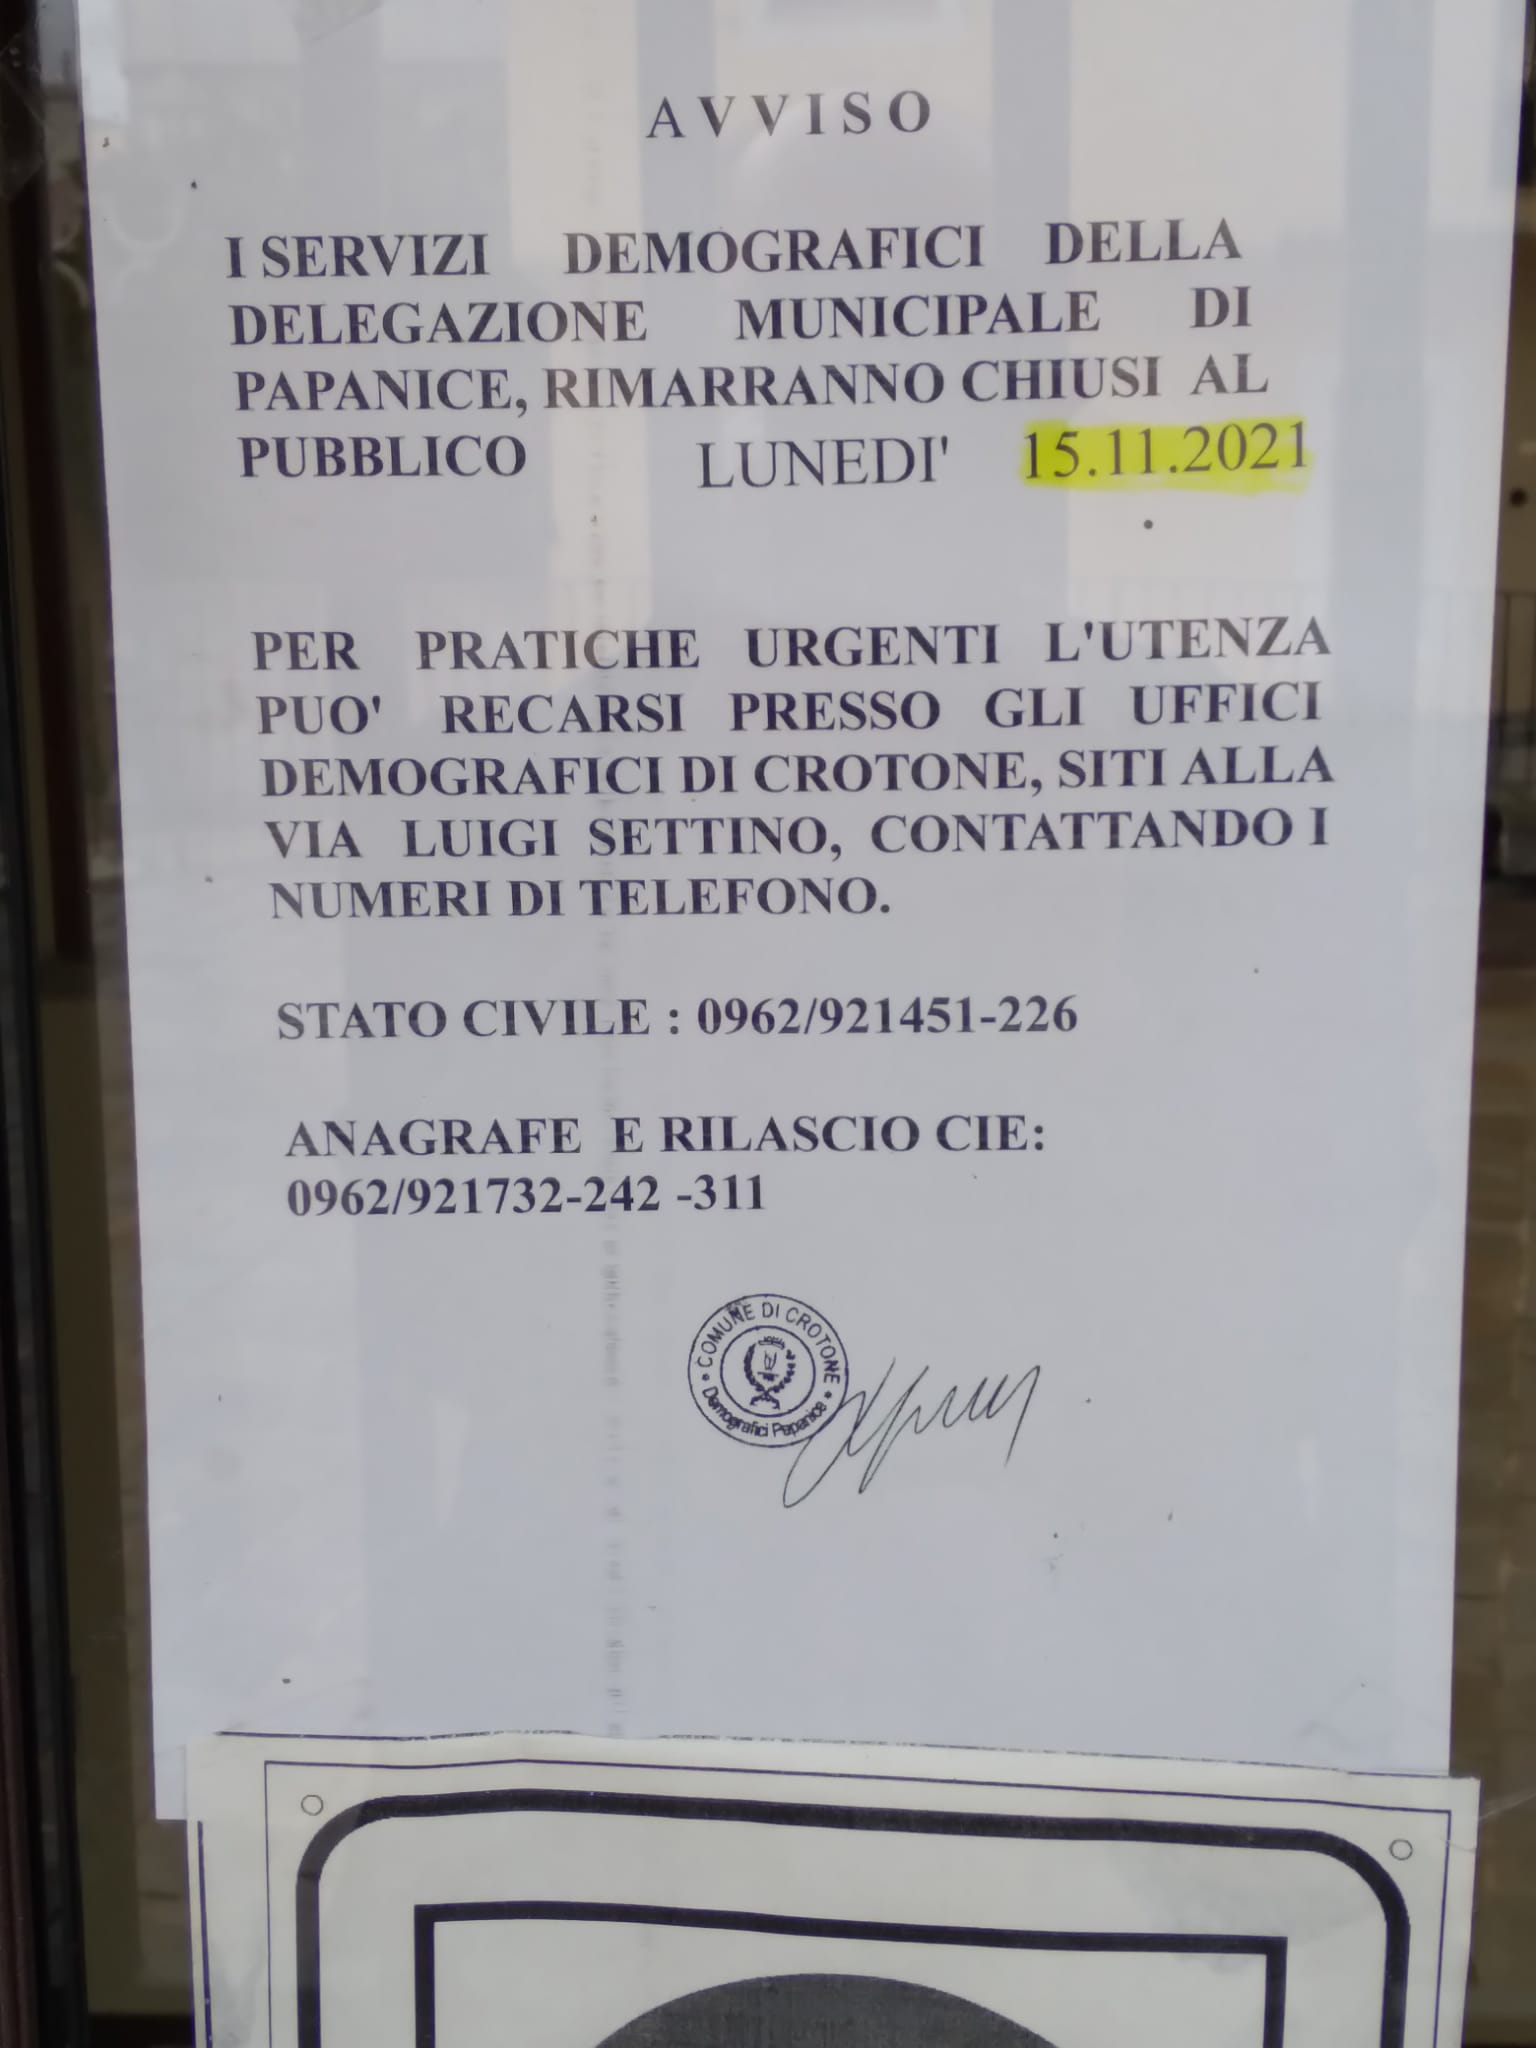 AVVISO
I SERVIZI DEMOGRAFICI DELLA
DELEGAZIONE MUNICIPALE DI
PAPANICE, RIMARRANNO CHIUSI AL
PUBBLICO LUNEDI' 15.11.2021
PER PRATICHE URGENTI L'UTENZA
PUO' RECARSI PRESSO GLI UFFICI
DEMOGRAFICI DI CROTONE, SITI ALLA
VIA LUIGI SETTINO, CONTATTANDO I
NUMERI DI TELEFONO.
STATO CIVILE : 0962/921451-226
ANAGRAFE E RILASCIO CIE:
0962/921732-242 -311
COMUNE DI CROTONE
Demografici Papanice